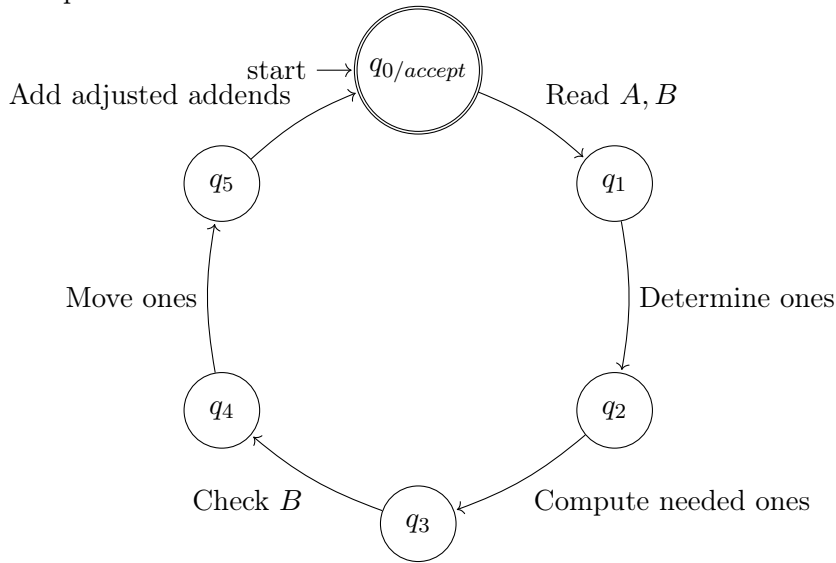 start
q0/accept
Add adjusted addends
Read A, B
q5
q1
Move ones
Determine ones
q4
q2
Check B
Compute needed ones
q3